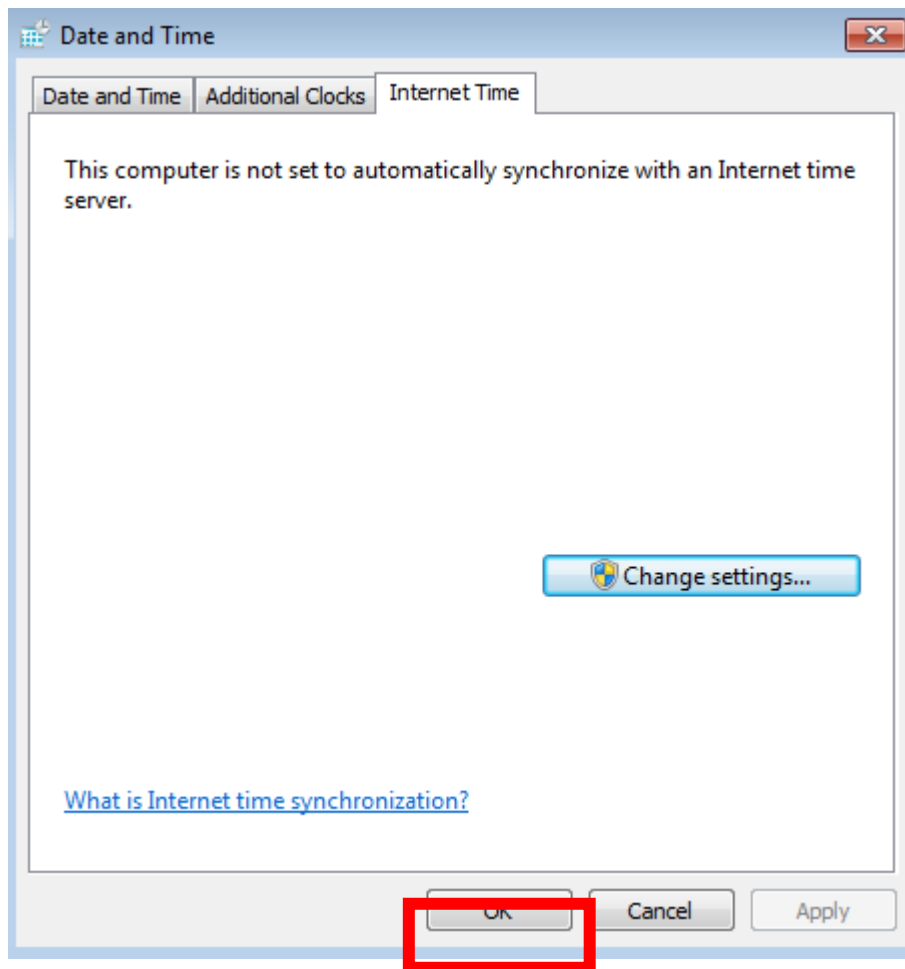 Date and Time
Date and Time Additional Clocks Internet Time
This computer is not set to automatically synchronize with an Internet time
server.
Change settings...
What is Internet time synchronization?
OK Cancel Apply